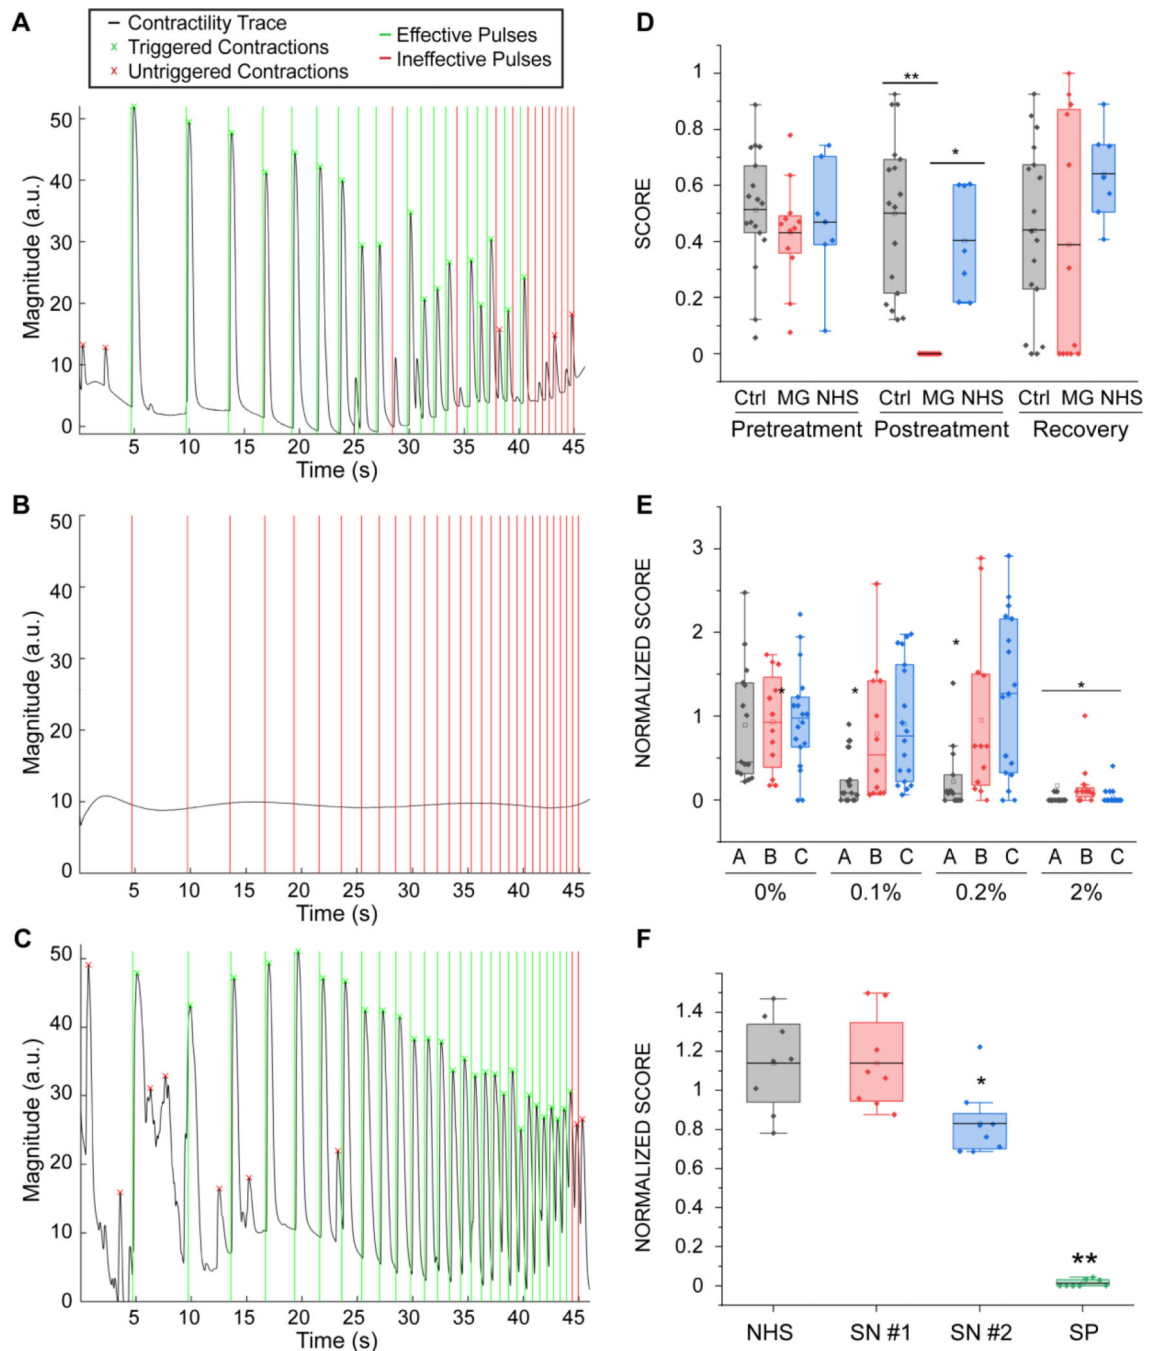 A
Contractility Trace
x Triggered Contractions
x Untriggered Contractions
Effective Pulses
Ineffective Pulses
Magnitude (a.u.)
50
40
30
20
10
0
5 10 15 20 25 30 35 40 45
Time (s)
B
Magnitude (a.u.)
50
40
30
20
10
0
5 10 15 20 25 30 35 40 45
Time (s)
C
Magnitude (a.u.)
50
40
30
20
10
0
5 10 15 20 25 30 35 40 45
Time (s)
D
SCORE
1
0.8
0.6
0.4
0.2
0
**
*
Ctrl MG NHS Ctrl MG NHS Ctrl MG NHS
Pretreatment Postreatment Recovery
E
NORMALIZED SCORE
3
2
1
0
* * * *
A B C A B C A B C A B C
0% 0.1% 0.2% 2%
F
NORMALIZED SCORE
1.4
1.2
1
0.8
0.6
0.4
0.2
0
*
**
NHS SN #1 SN #2 SP